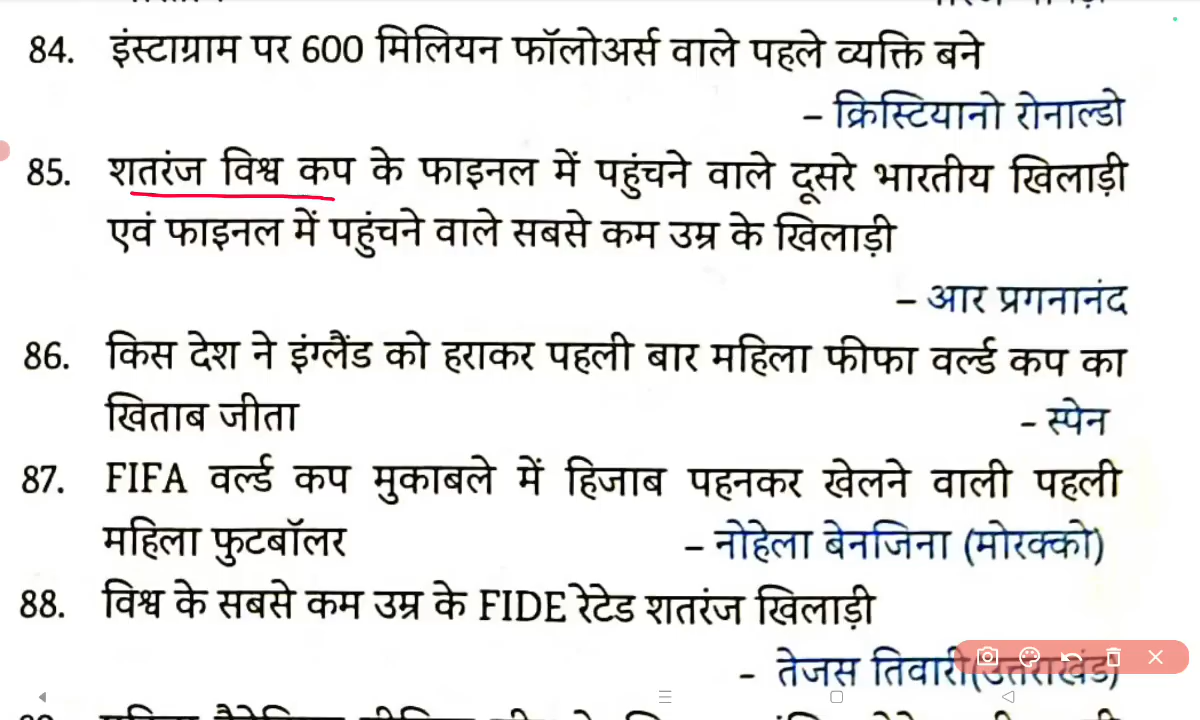 84. इंस्टाग्राम पर 600 मिलियन फॉलोअर्स वाले पहले व्यक्ति बने
– क्रिस्टियानो रोनाल्डो
85. शतरंज विश्व कप के फाइनल में पहुंचने वाले दूसरे भारतीय खिलाड़ी
एवं फाइनल में पहुंचने वाले सबसे कम उम्र के खिलाड़ी
– आर प्रगनानंद
86. किस देश ने इंग्लैंड को हराकर पहली बार महिला फीफा वर्ल्ड कप का
खिताब जीता – स्पेन
87. FIFA वर्ल्ड कप मुकाबले में हिजाब पहनकर खेलने वाली पहली
महिला फुटबॉलर – नोहेला बेनजिना (मोरक्को)
88. विश्व के सबसे कम उम्र के FIDE रेटेड शतरंज खिलाड़ी
- तेजस तिवारी(उत्तराखंड)